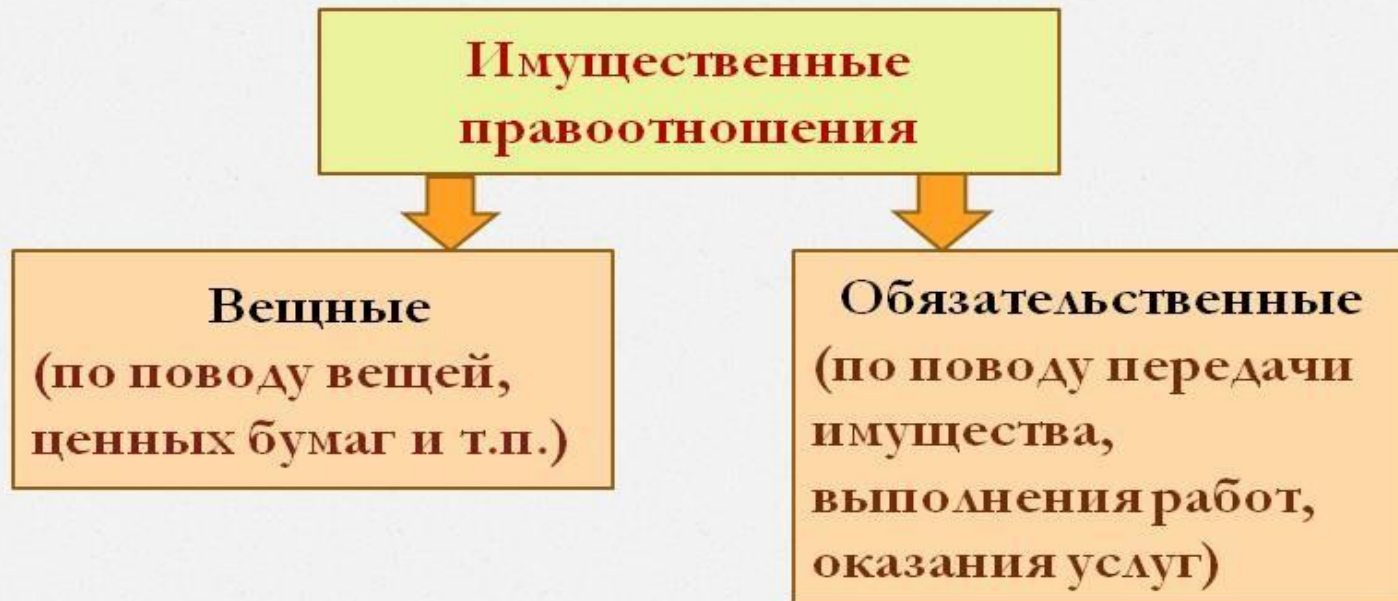 Имущественные
правоотношения
Вещные
(по поводу вещей,
ценных бумаг и т.п.)
Обязательственные
(по поводу передачи
имущества,
выполнения работ,
оказания услуг)